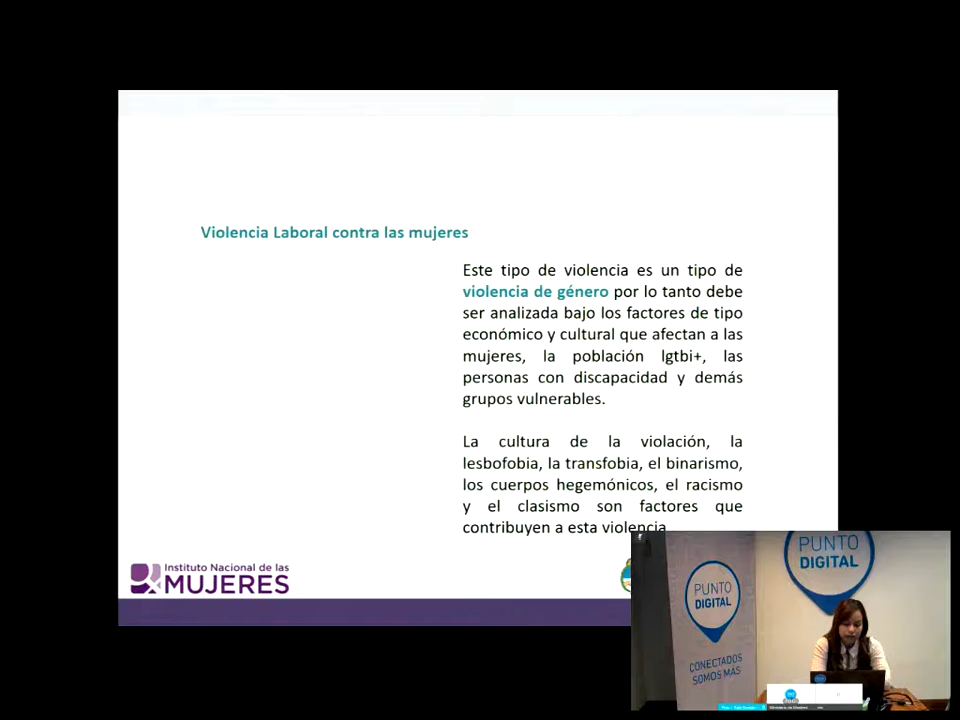 Violencia Laboral contra las mujeres
Este tipo de violencia es un tipo de
violencia de género por lo tanto debe
ser analizada bajo los factores de tipo
económico y cultural que afectan a las
mujeres, la población lgtbi+, las
personas con discapacidad y demás
grupos vulnerables.
La cultura de la violación, la
lesbofobia, la transfobia, el binarismo,
los cuerpos hegemónicos, el racismo
y el clasismo son factores que
contribuyen a esta violencia
Instituto Nacional de las
MUJERES
PUNTO
DIGITAL
CONECTADOS
SOMOS MÁS
PUNTO
DIGITAL